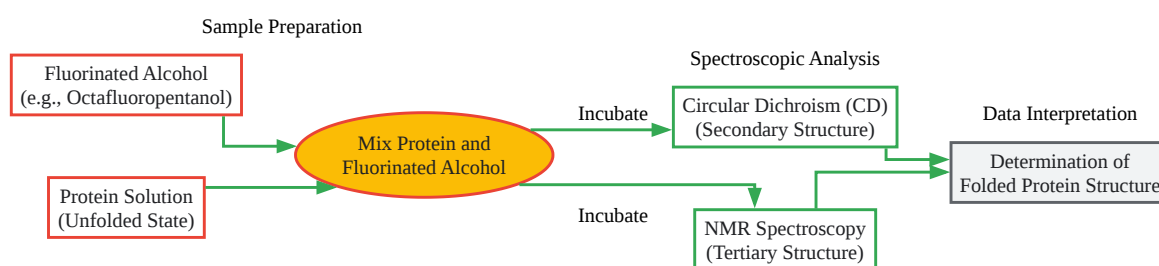 Sample Preparation
Fluorinated Alcohol
(e.g., Octafluoropentanol)
Protein Solution
(Unfolded State)
Mix Protein and
Fluorinated Alcohol
Incubate
Incubate
Spectroscopic Analysis
Circular Dichroism (CD)
(Secondary Structure)
NMR Spectroscopy
(Tertiary Structure)
Data Interpretation
Determination of
Folded Protein Structure